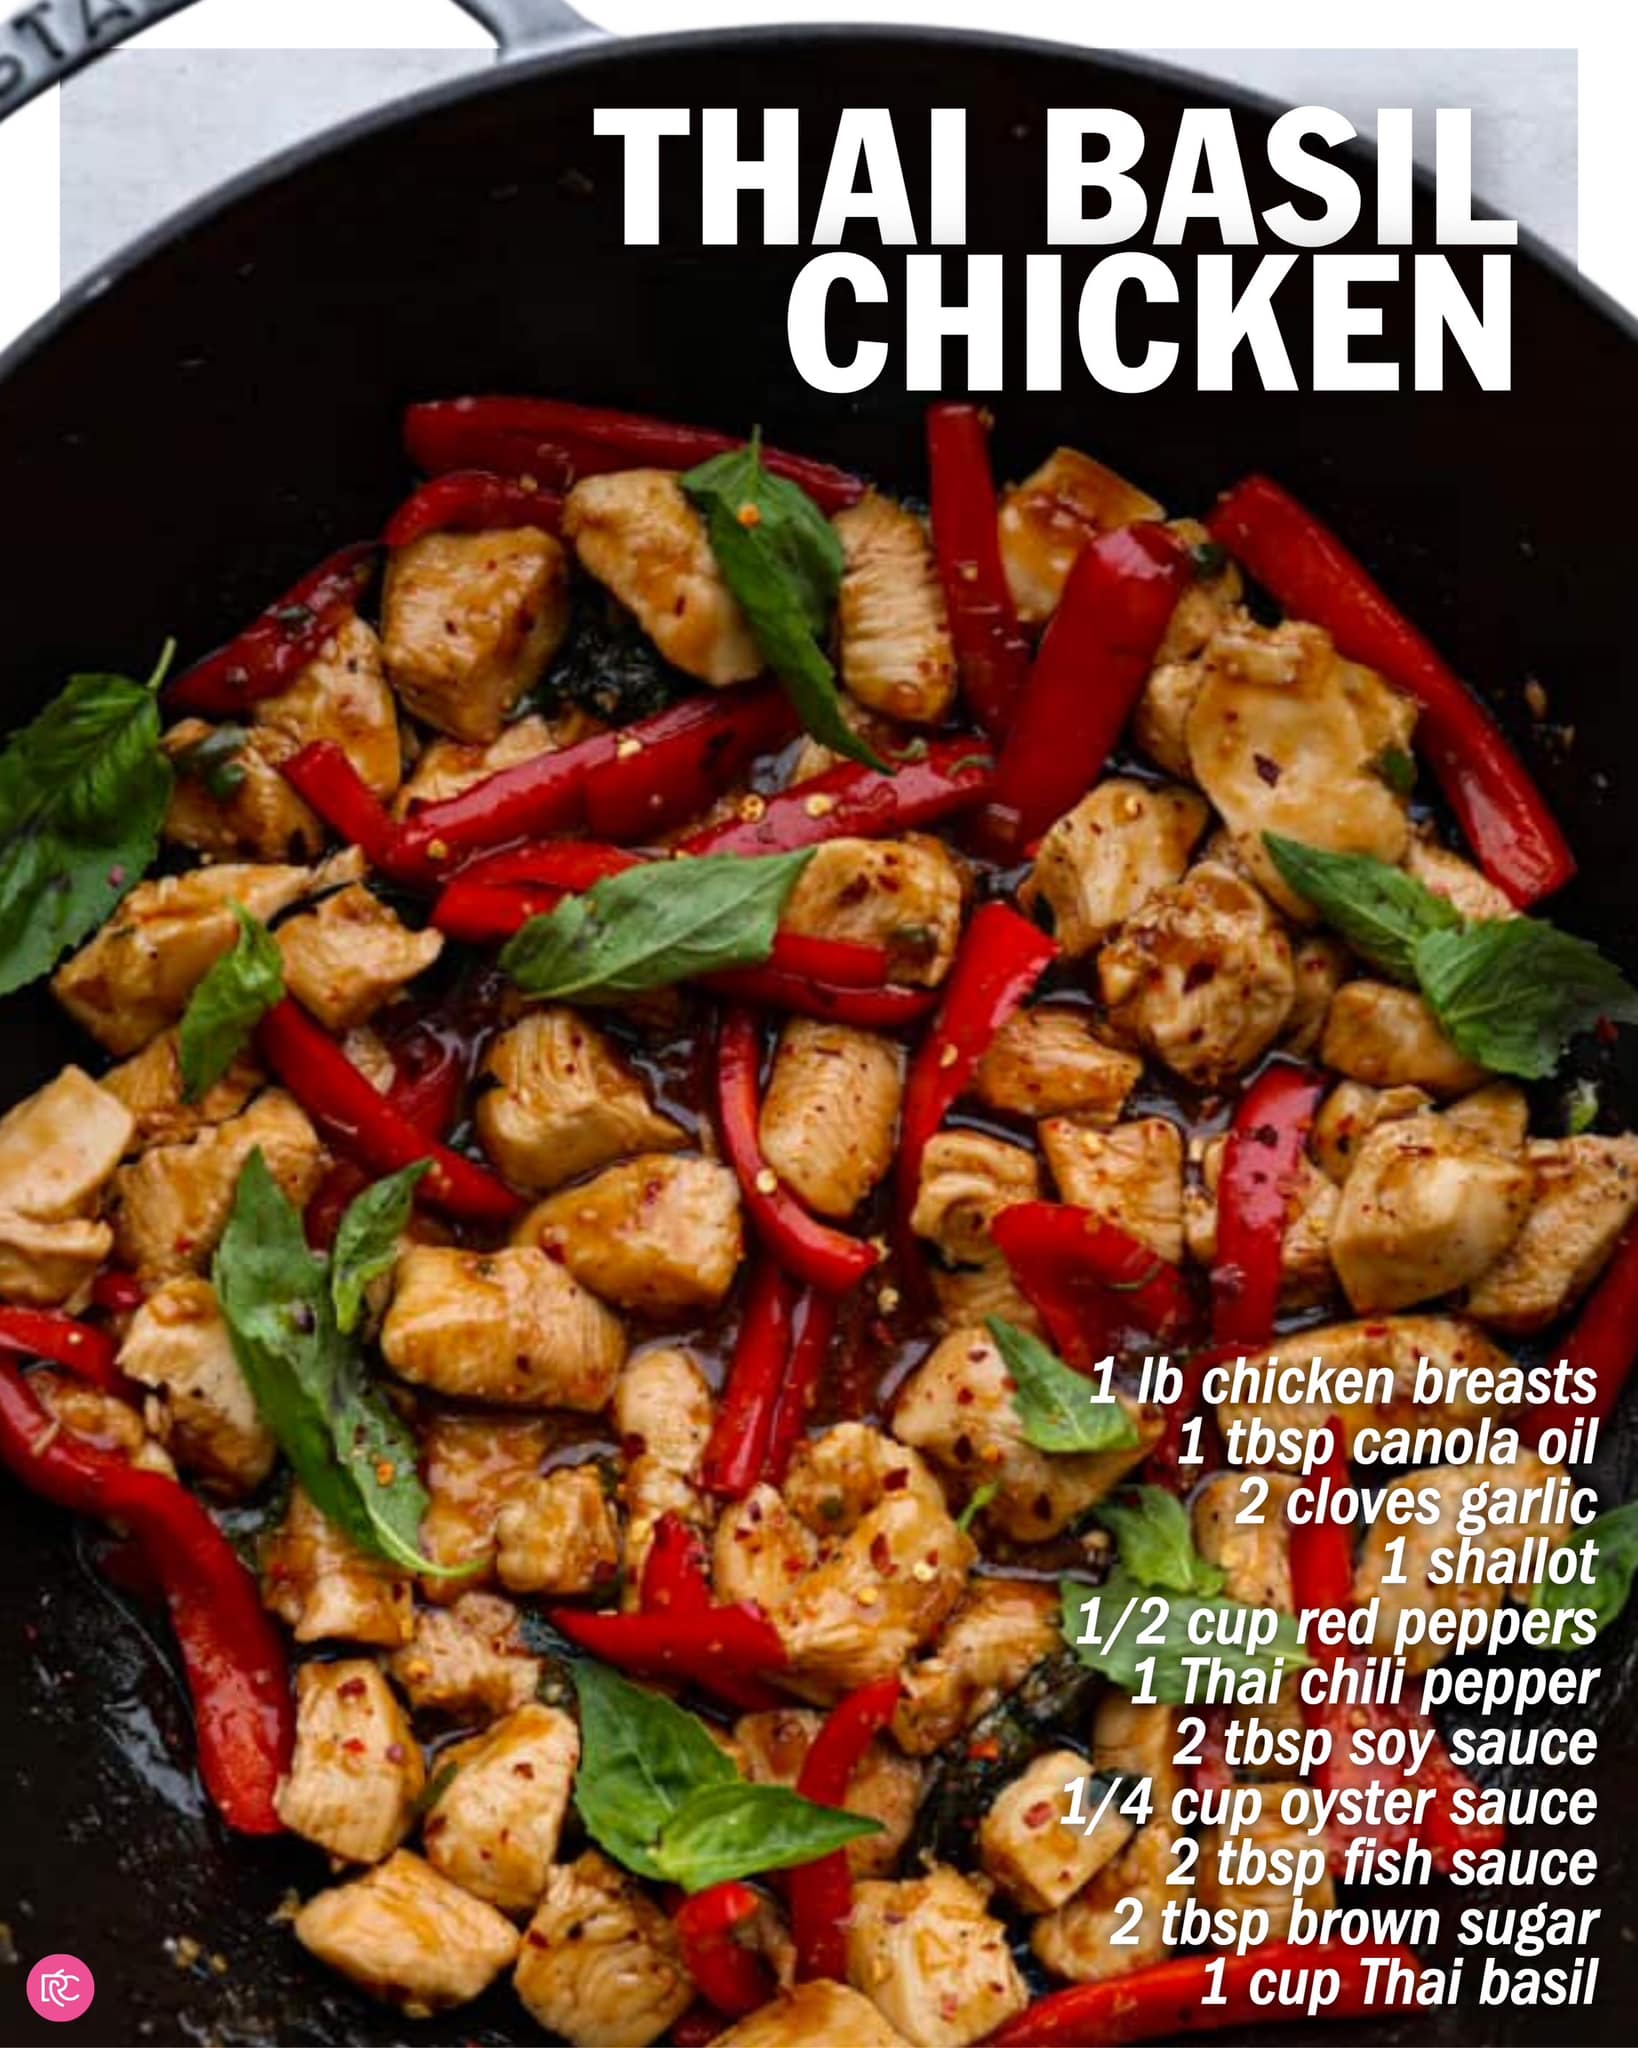 STA
THAI BASIL
CHICKEN
1 lb chicken breasts
1 tbsp canola oil
2 cloves garlic
1 shallot
1/2 cup red peppers
1 Thai chili pepper
2 tbsp soy sauce
1/4 cup oyster sauce
2 tbsp fish sauce
2 tbsp brown sugar
1 cup Thai basil
RC